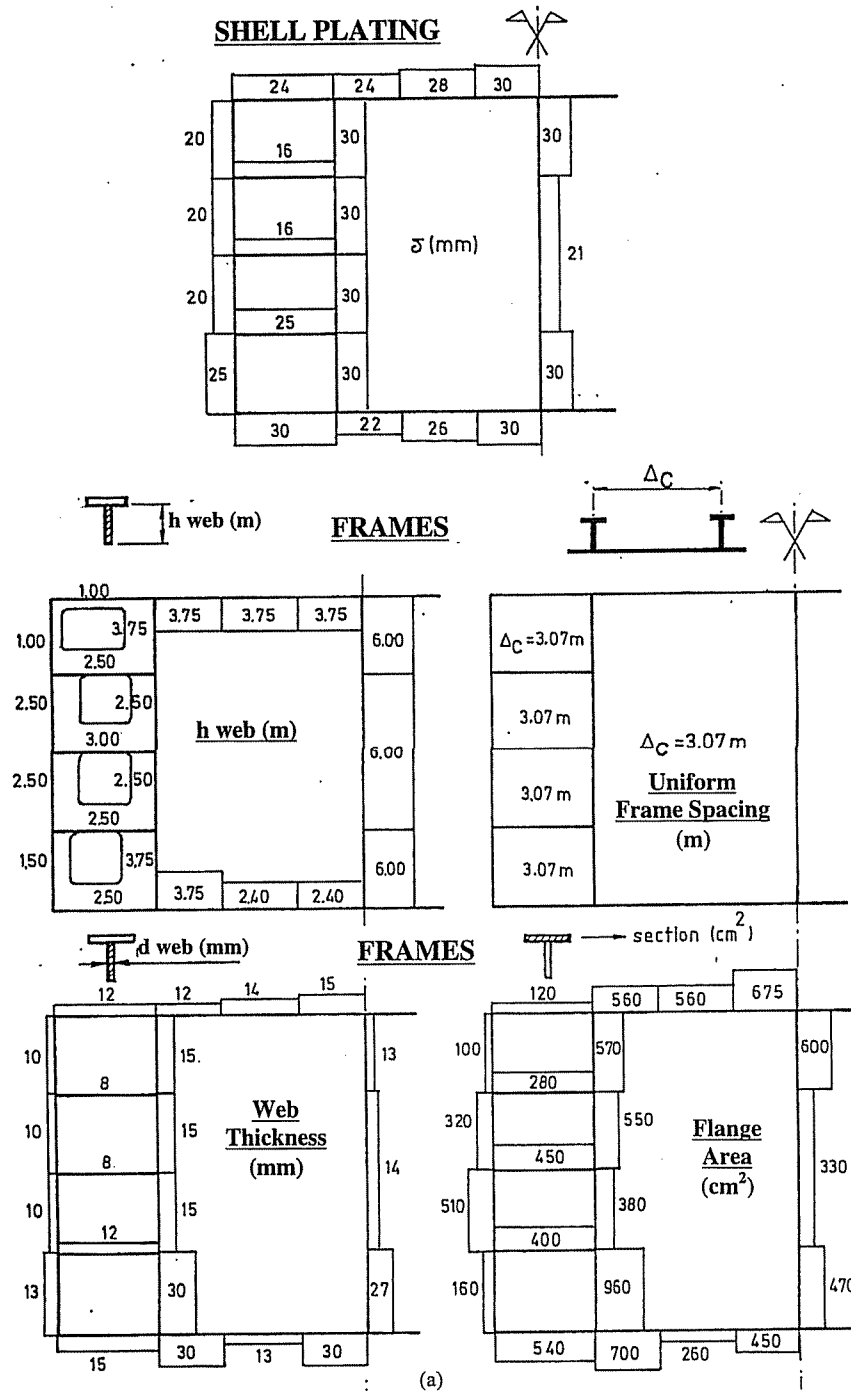 SHELL PLATING
24 24 28 30
20 30 30
16
20 30
16
δ (mm)
21
20 30
25
25 30 30
30 22 26 30
Δ C
h web (m)
FRAMES
1.00
3.75 3.75 3.75
1.00 3.75 6.00
Δ C = 3.07 m
2.50
2.50 2.50
3.07 m
3.00
h web (m)
Δ C = 3.07 m
6.00
Uniform
2.50 2.50
3.07 m
Frame Spacing
2.50
(m)
1.50 3.75 6.00
3.07 m
2.50
3.75 2.40 2.40
d web (mm)
FRAMES
section (cm2)
12 12 14 15
120 560 560 675
10 15 13
100 570 600
8
280
Web
10 15
Thickness
320 550
Flange
8
(mm)
14
450
Area
(cm2)
330
10 15
510 380
12
400
13 30 27
160 960 470
15 30 13 30
540 700 260 450
(a)